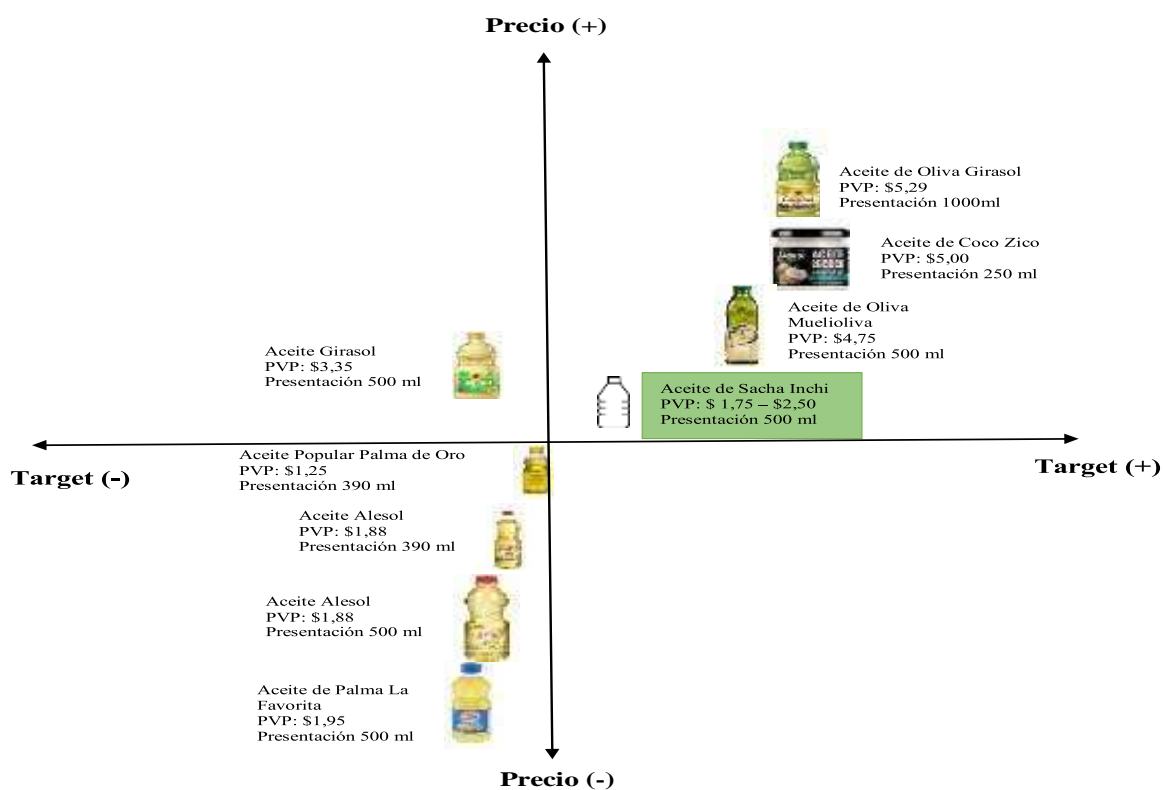 Precio (+)
Aceite de Oliva Girasol
PVP: $5,29
Presentación 1000ml
Aceite de Coco Zico
PVP: $5,00
Presentación 250 ml
Aceite de Oliva
Muelioliva
PVP: $4,75
Presentación 500 ml
Aceite Girasol
PVP: $3,35
Presentación 500 ml
Aceite de Sacha Inchi
PVP: $ 1,75 – $2,50
Presentación 500 ml
Target (-)
Target (+)
Aceite Popular Palma de Oro
PVP: $1,25
Presentación 390 ml
Aceite Alesol
PVP: $1,88
Presentación 390 ml
Aceite Alesol
PVP: $1,88
Presentación 500 ml
Aceite de Palma La
Favorita
PVP: $1,95
Presentación 500 ml
Precio (-)